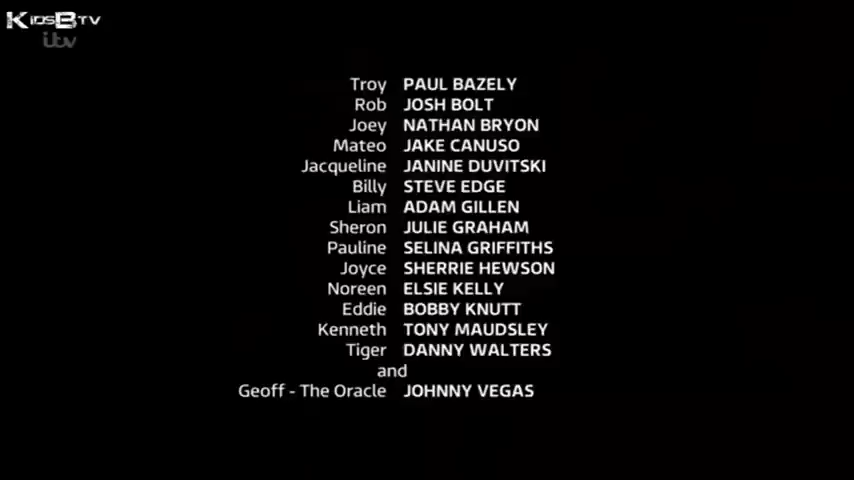 KidsBtv
itv
Troy PAUL BAZELY
Rob JOSH BOLT
Joey NATHAN BRYON
Mateo JAKE CANUSO
Jacqueline JANINE DUVITSKI
Billy STEVE EDGE
Liam ADAM GILLEN
Sheron JULIE GRAHAM
Pauline SELINA GRIFFITHS
Joyce SHERRIE HEWSON
Noreen ELSIE KELLY
Eddie BOBBY KNUTT
Kenneth TONY MAUDSLEY
Tiger DANNY WALTERS
and
Geoff - The Oracle JOHNNY VEGAS